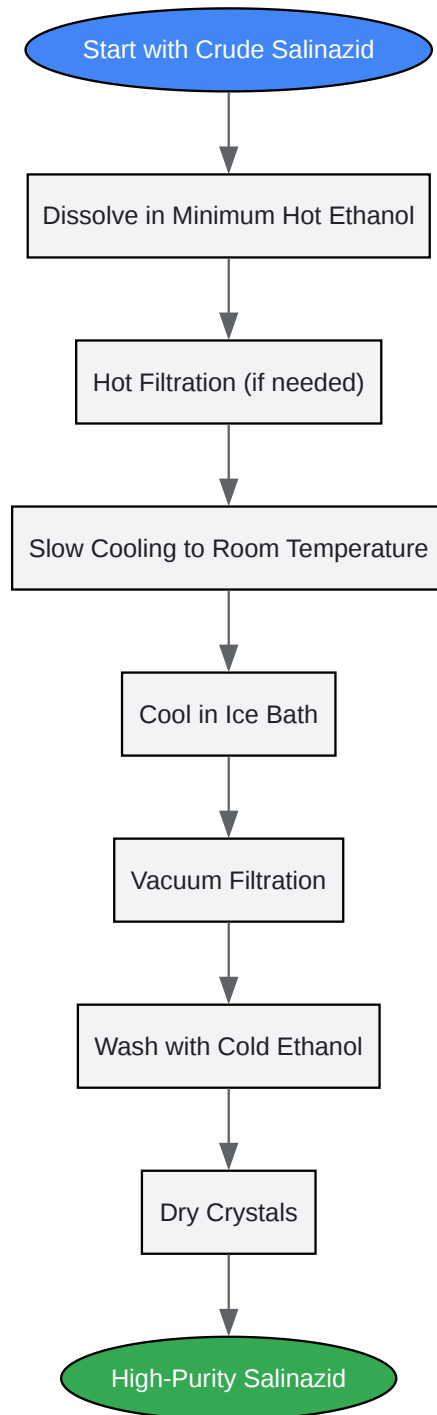 Start with Crude Salinazid
Dissolve in Minimum Hot Ethanol
Hot Filtration (if needed)
Slow Cooling to Room Temperature
Cool in Ice Bath
Vacuum Filtration
Wash with Cold Ethanol
Dry Crystals
High-Purity Salinazid